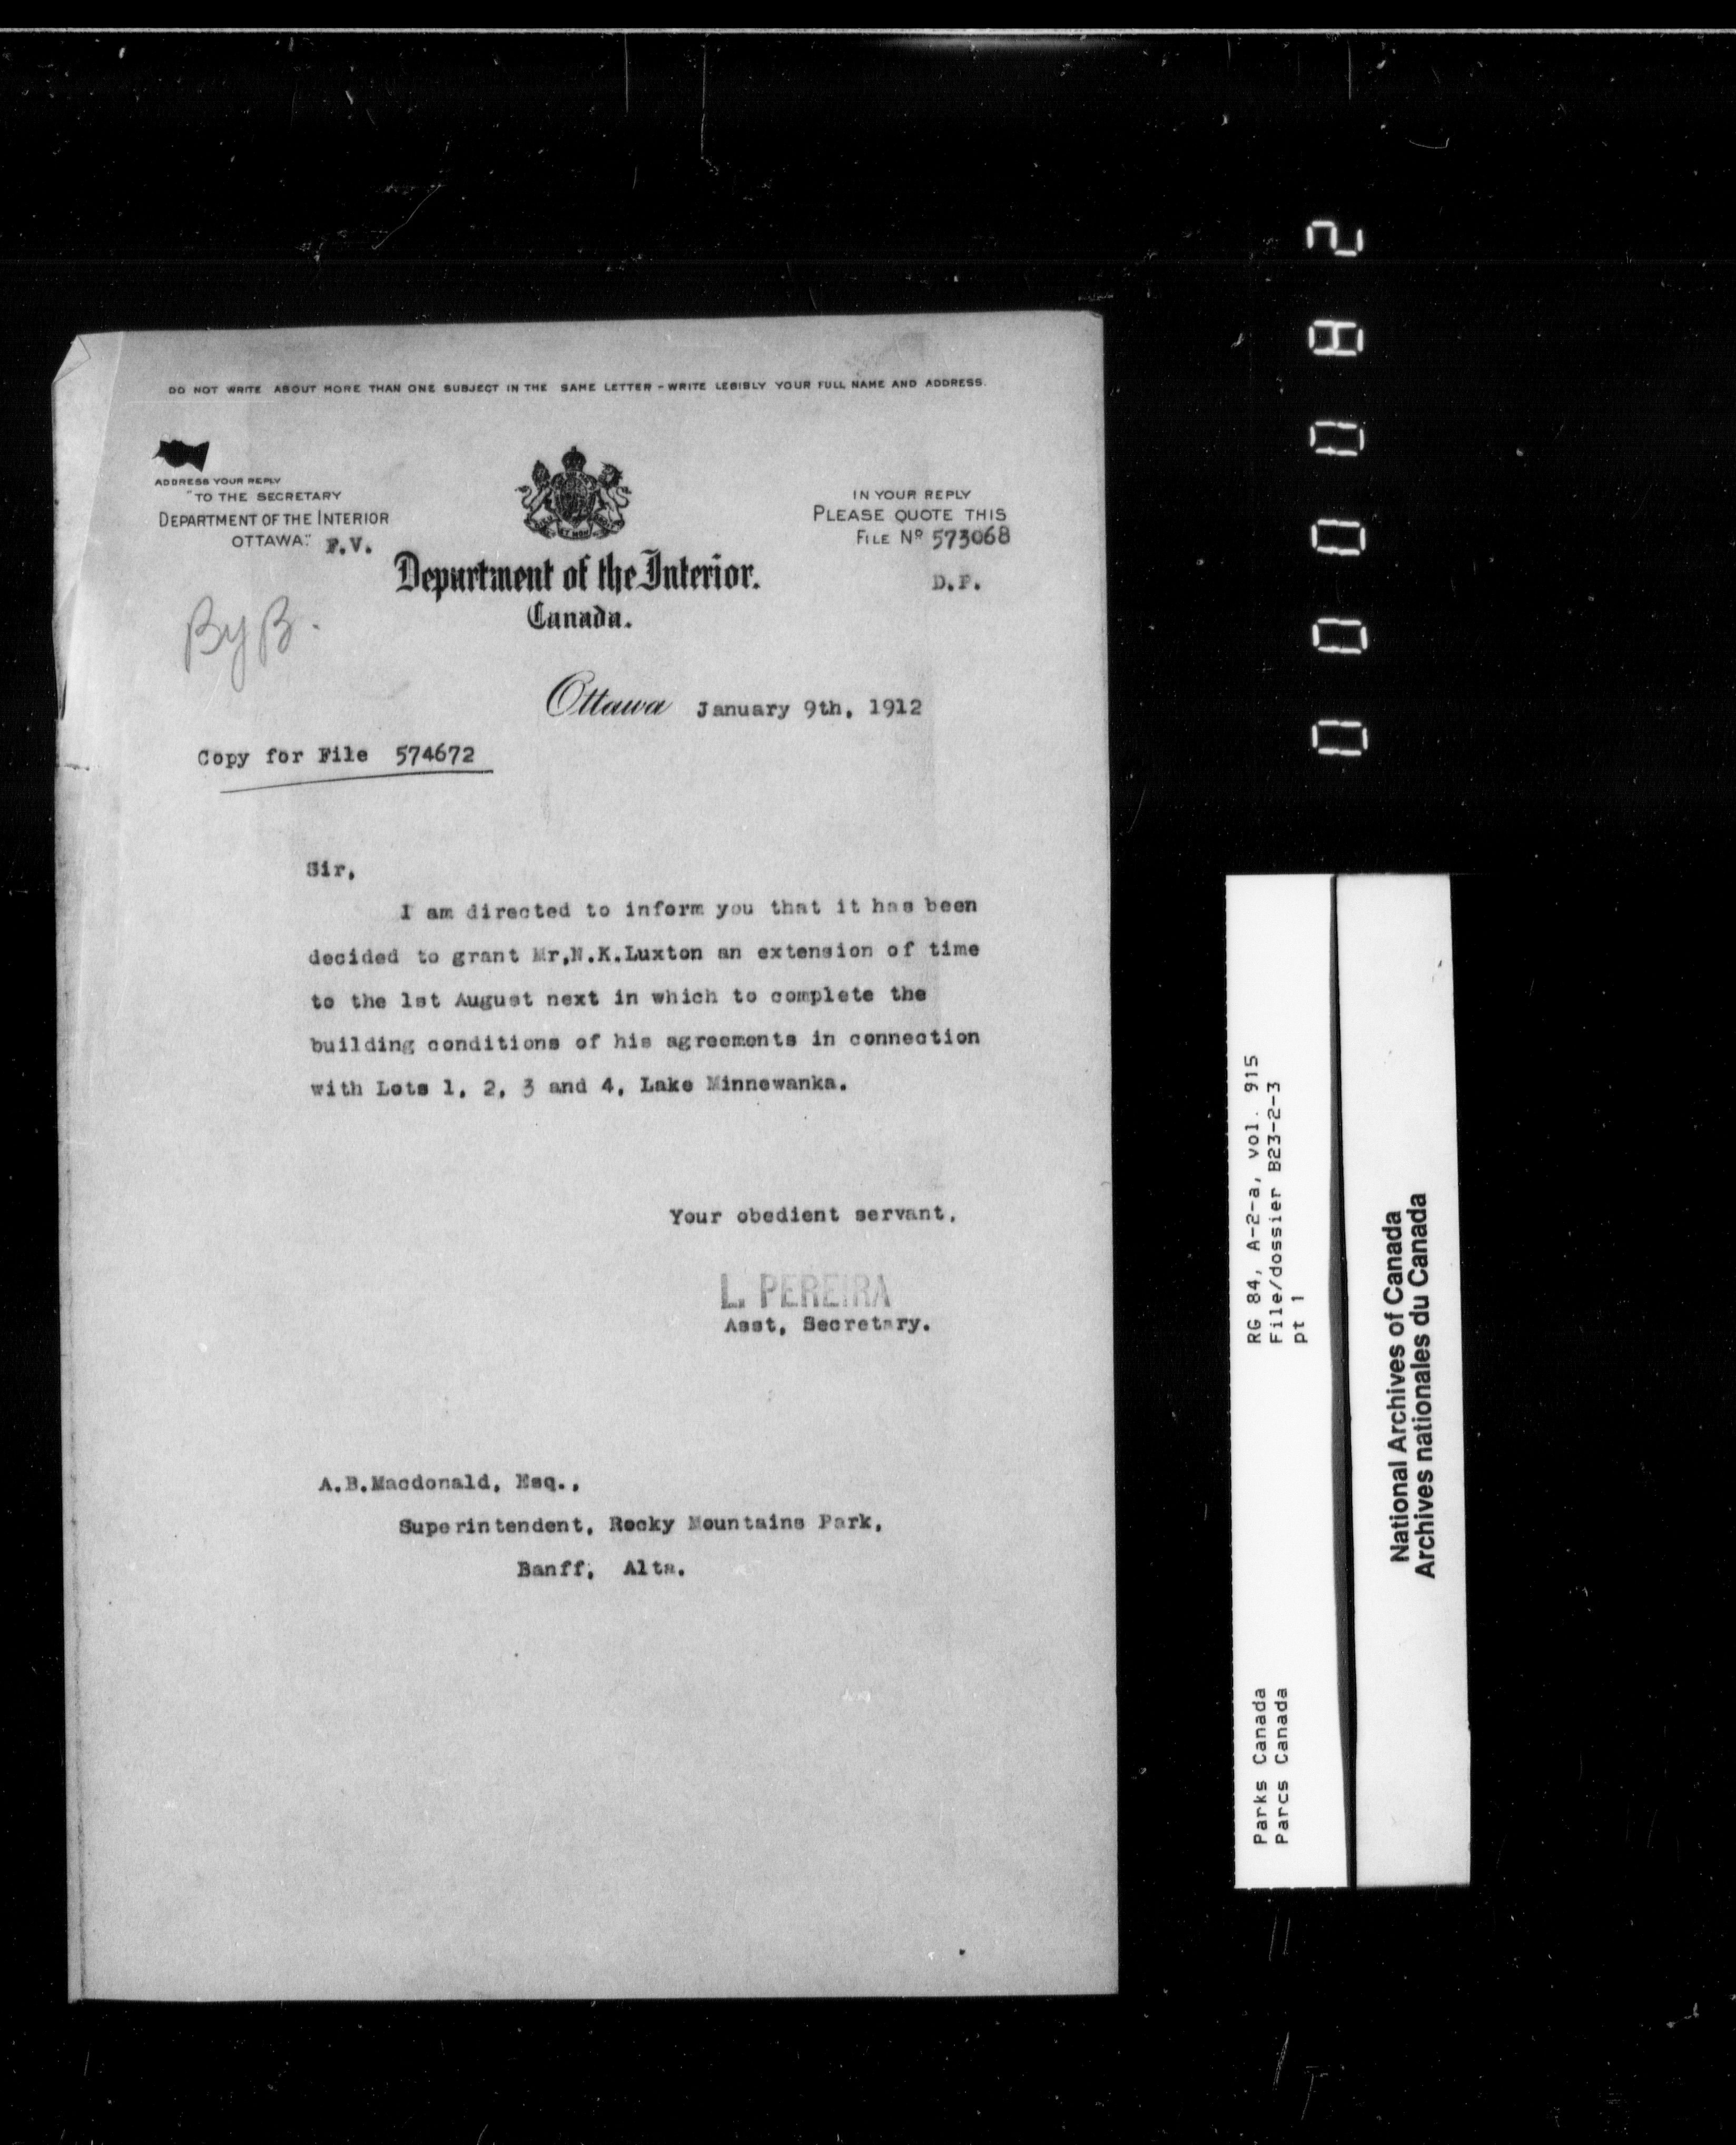 DO NOT WRITE ABOUT MORE THAN ONE SUBJECT IN THE SAME LETTER - WRITE LEGIBLY YOUR FULL NAME AND ADDRESS.
ADDRESS YOUR REPLY
"TO THE SECRETARY
DEPARTMENT OF THE INTERIOR
OTTAWA." F.V.
IN YOUR REPLY
PLEASE QUOTE THIS
FILE No 573068
D.P.
Department of the Interior.
Canada.
By B.
Ottawa January 9th, 1912
Copy for File 574672
Sir,
I am directed to inform you that it has been
decided to grant Mr,N.K.Luxton an extension of time
to the 1st August next in which to complete the
building conditions of his agreements in connection
with Lots 1, 2, 3 and 4, Lake Minnewanka.
Your obedient servant,
L. PEREIRA
Asst, Secretary.
A.B.Macdonald, Esq.,
Superintendent, Rocky Mountains Park,
Banff, Alta.
RG 84, A-2-a, vol. 915
File/dossier B23-2-3
pt 1
Parks Canada
Parcs Canada
National Archives of Canada
Archives nationales du Canada